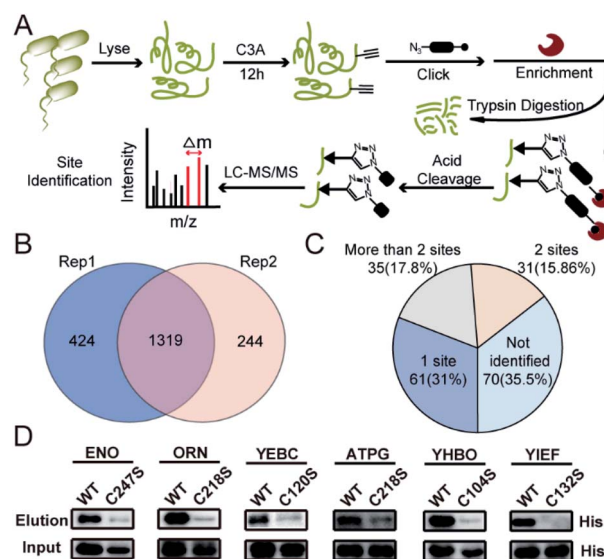 A
Lyse
C3A
12h
N3
Click
Enrichment
Trypsin Digestion
Site
Identification
Intensity
Δm
m/z
LC-MS/MS
N=N
N
N=N
N
Acid
Cleavage
N=N
N
N=N
N
B
Rep1
Rep2
424
1319
244
C
More than 2 sites
35(17.8%)
2 sites
31(15.86%)
1 site
61(31%)
Not
identified
70(35.5%)
D
ENO ORN YEBC ATPG YHBO YIEF
WT C247S WT C218S WT C120S WT C218S WT C104S WT C132S
Elution His
Input His